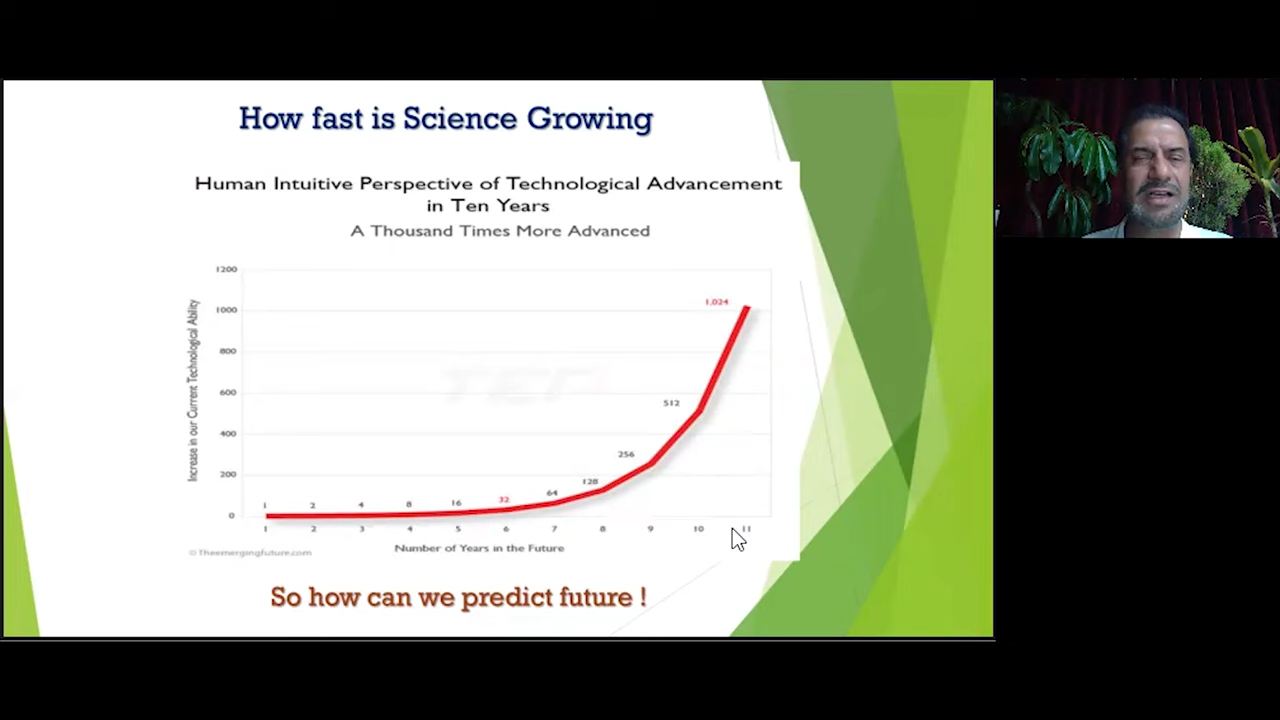 How fast is Science Growing
Human Intuitive Perspective of Technological Advancement
in Ten Years
A Thousand Times More Advanced
Increase in our Current Technological Ability
1200
1000
800
600
400
200
0
1 2 4 8 16 32 64 128 256 512 1,024
1 2 3 4 5 6 7 8 9 10 11
Number of Years in the Future
© Theemergingfuture.com
So how can we predict future !